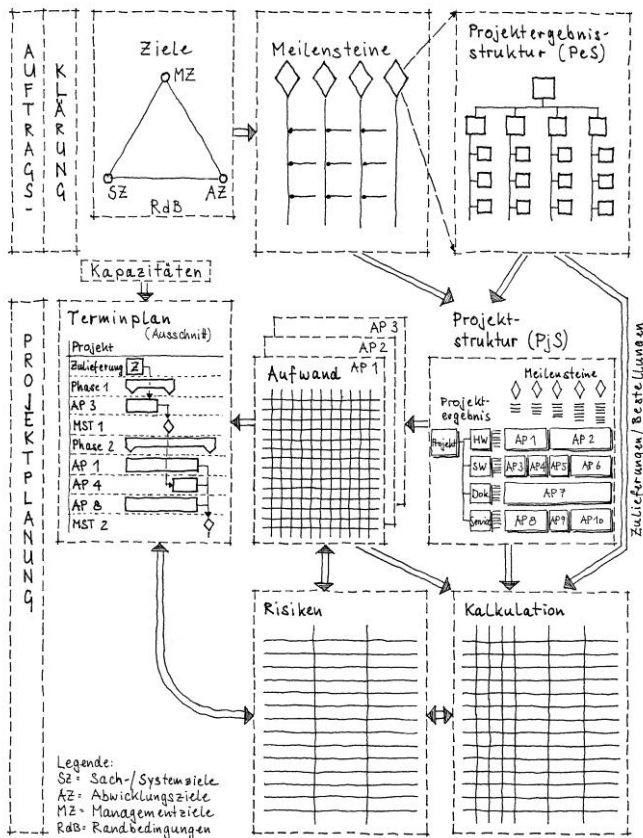 AUFTRAGS-
KLÄRUNG
Ziele
MZ
SZ
AZ
RdB
Meilensteine
Projektergebnis-
struktur (PeS)
Kapazitäten
PROJEKTPLANUNG
Terminplan
(Ausschnitt)
Projekt
Zulieferung Z
Phase 1
AP 3
MST 1
Phase 2
AP 1
AP 4
AP 8
MST 2
AP 3
AP 2
AP 1
Aufwand
Projekt-
struktur (PjS)
Meilensteine
Projekt-
ergebnis
Projekt
HW AP 1 AP 2
SW AP3 AP4 AP5 AP 6
Dok. AP 7
Service AP 8 AP9 AP10
Zulieferungen/Bestellungen
Risiken
Kalkulation
Legende:
SZ = Sach-/Systemziele
AZ = Abwicklungsziele
MZ = Managementziele
RdB = Randbedingungen